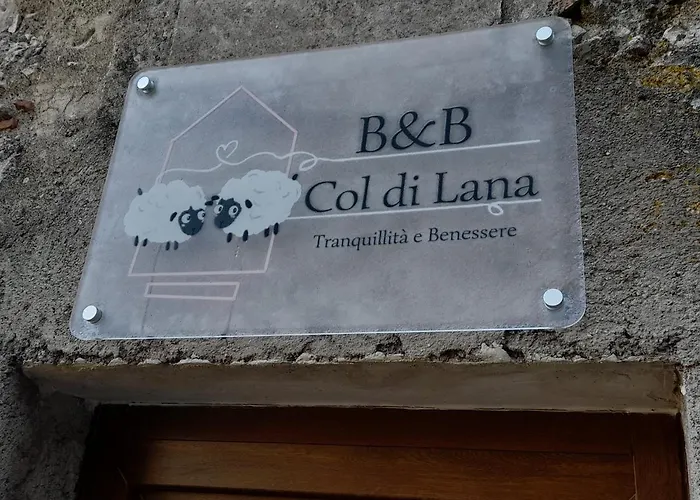 B&B
Col di Lana
Tranquillità e Benessere